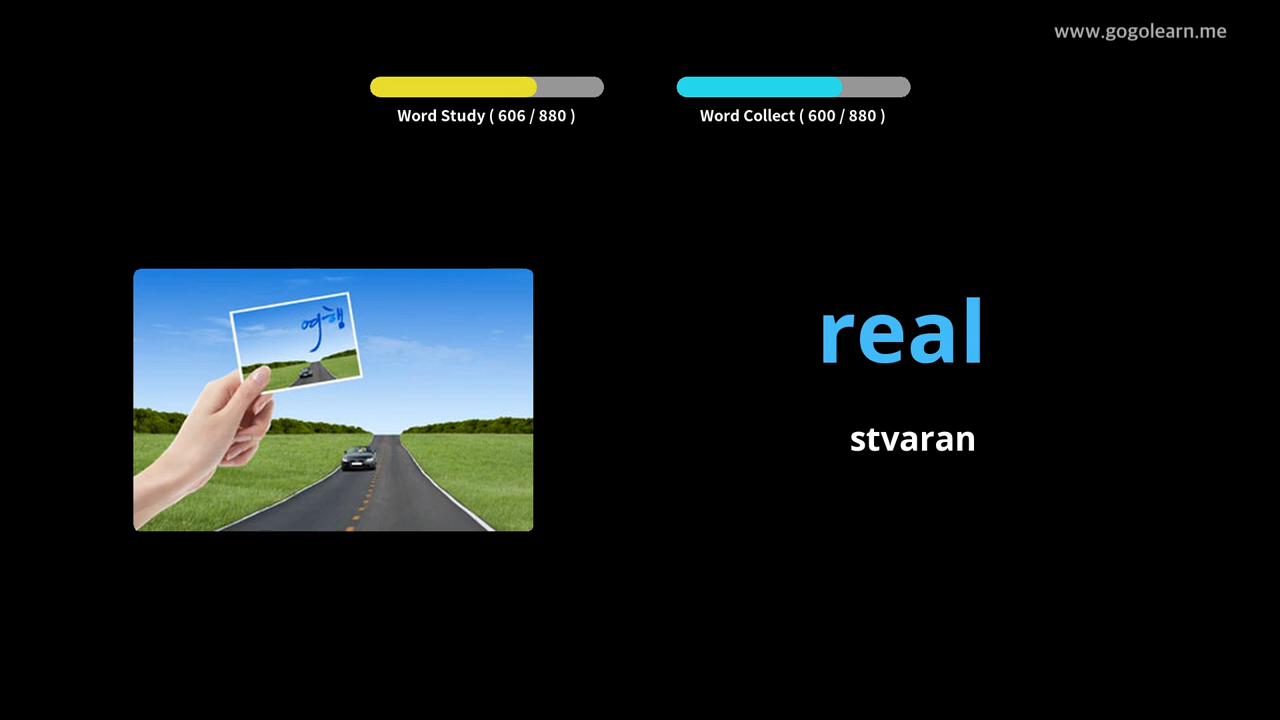 www.gogolearn.me
Word Study ( 606 / 880 )
Word Collect ( 600 / 880 )
여행
real
stvaran